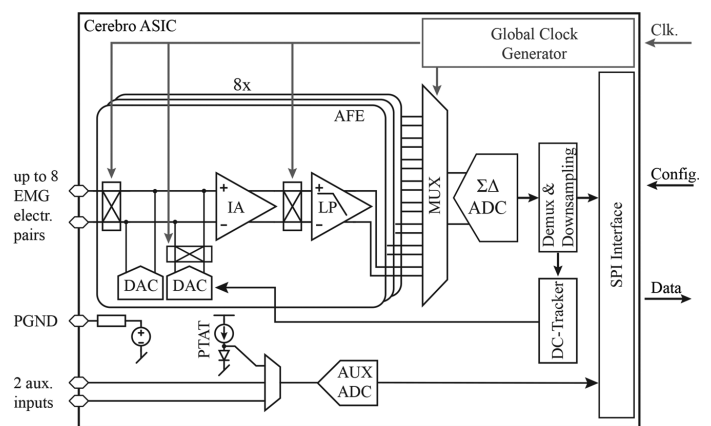 Cerebro ASIC
Global Clock
Generator
Clk.
8x
AFE
up to 8
EMG
electr.
pairs
+
−
IA
+
−
LP
MUX
ΣΔ
ADC
Demux &
Downsampling
SPI Interface
Config.
Data
DAC
DAC
DC-Tracker
PGND
+
−
PTAT
2 aux.
inputs
AUX
ADC